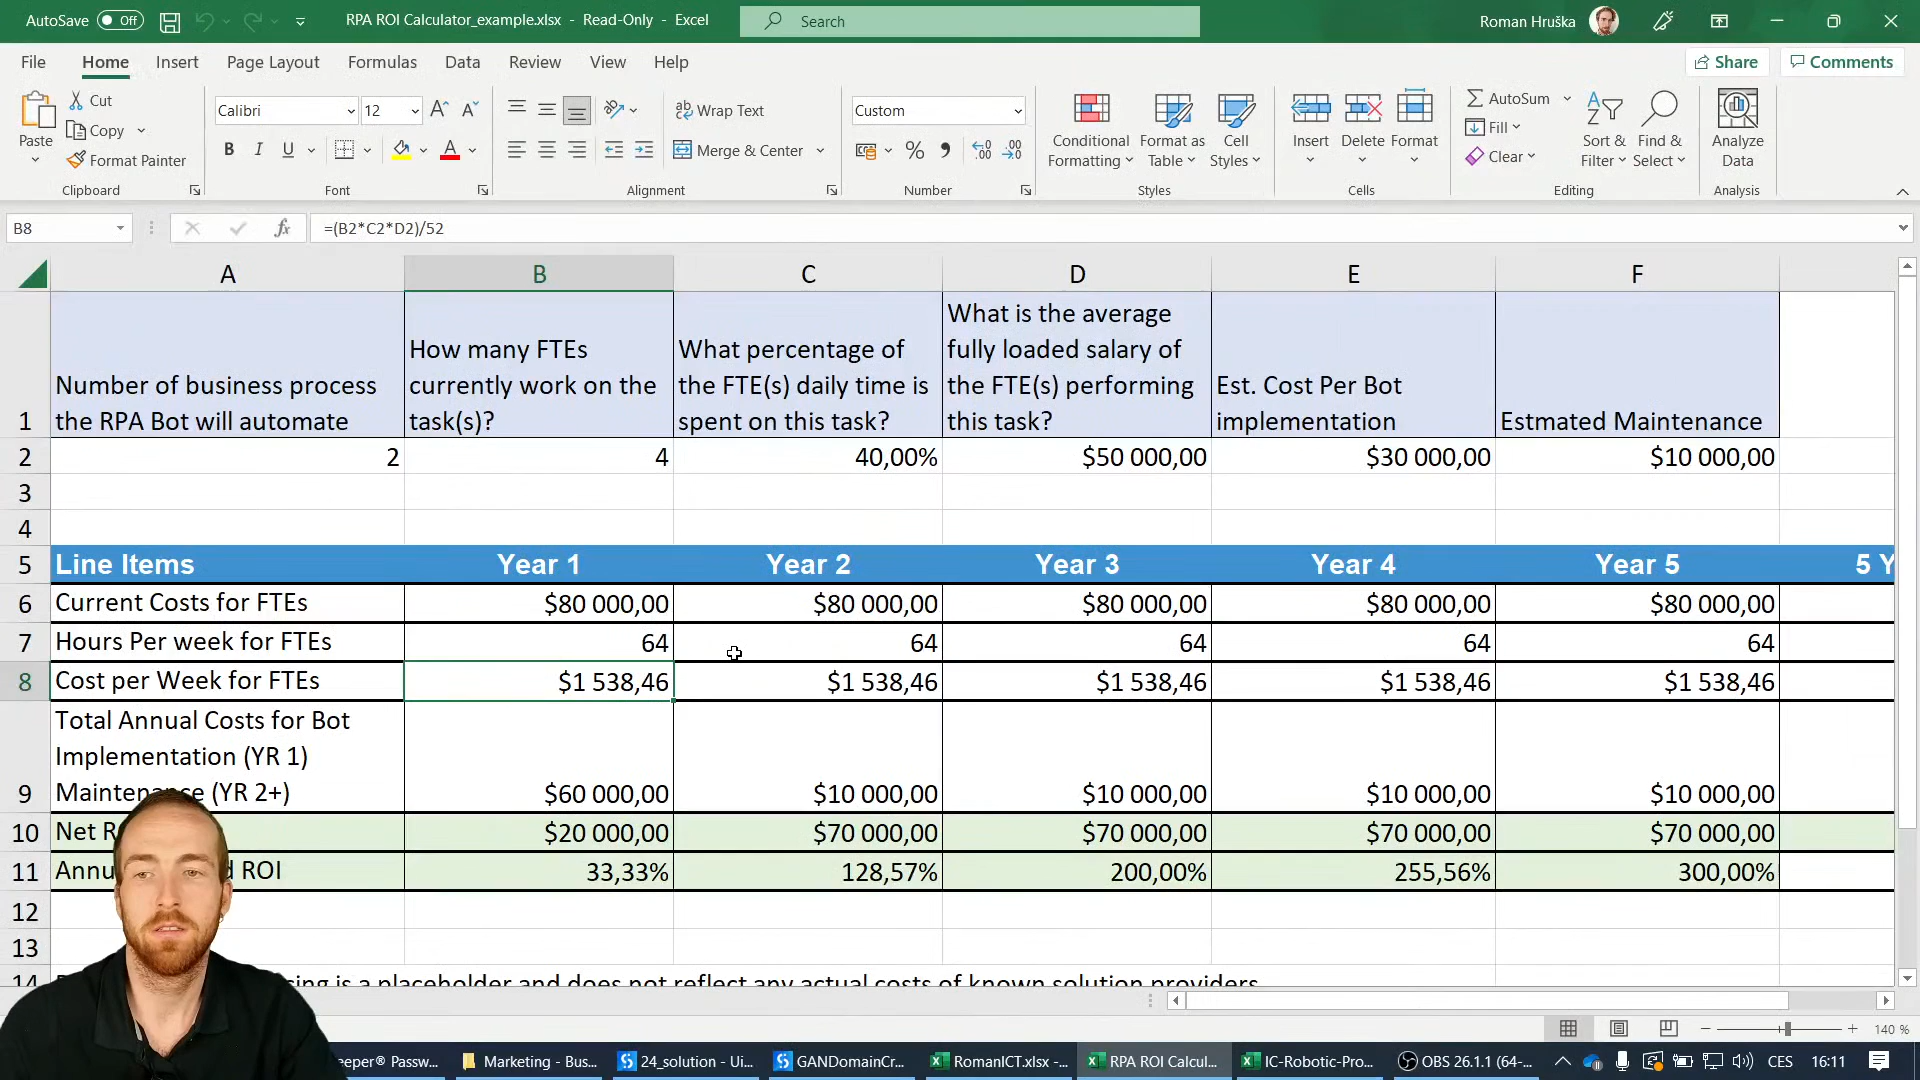 AutoSave Off RPA ROI Calculator_example.xlsx - Read-Only - Excel Search Roman Hruška
File Home Insert Page Layout Formulas Data Review View Help Share Comments
Paste Cut Copy Format Painter Clipboard
Calibri 12 B I U A Font
Wrap Text Merge & Center Alignment
Custom % Number
Conditional Formatting Format as Table Cell Styles Styles
Insert Delete Format Cells
AutoSum Fill Clear Sort & Filter Find & Select Editing
Analyze Data Analysis
B8 fx =(B2*C2*D2)/52
A B C D E F
1 Number of business process the RPA Bot will automate How many FTEs currently work on the task(s)? What percentage of the FTE(s) daily time is spent on this task? What is the average fully loaded salary of the FTE(s) performing this task? Est. Cost Per Bot implementation Estmated Maintenance
2 2 4 40,00% $50 000,00 $30 000,00 $10 000,00
3
4
5 Line Items Year 1 Year 2 Year 3 Year 4 Year 5 5 Y
6 Current Costs for FTEs $80 000,00 $80 000,00 $80 000,00 $80 000,00 $80 000,00
7 Hours Per week for FTEs 64 64 64 64 64
8 Cost per Week for FTEs $1 538,46 $1 538,46 $1 538,46 $1 538,46 $1 538,46
9 Total Annual Costs for Bot Implementation (YR 1) Maintenance (YR 2+) $60 000,00 $10 000,00 $10 000,00 $10 000,00 $10 000,00
10 Net $20 000,00 $70 000,00 $70 000,00 $70 000,00 $70 000,00
11 ROI 33,33% 128,57% 200,00% 255,56% 300,00%
12
13
14 is a placeholder and does not reflect any actual costs of known solution providers
140 %
eeper® Passw... Marketing - Bus... 24_solution - Ui... GANDomainCr... RomanICT.xlsx -... RPA ROI Calcul... IC-Robotic-Pro... OBS 26.1.1 (64-... CES 16:11